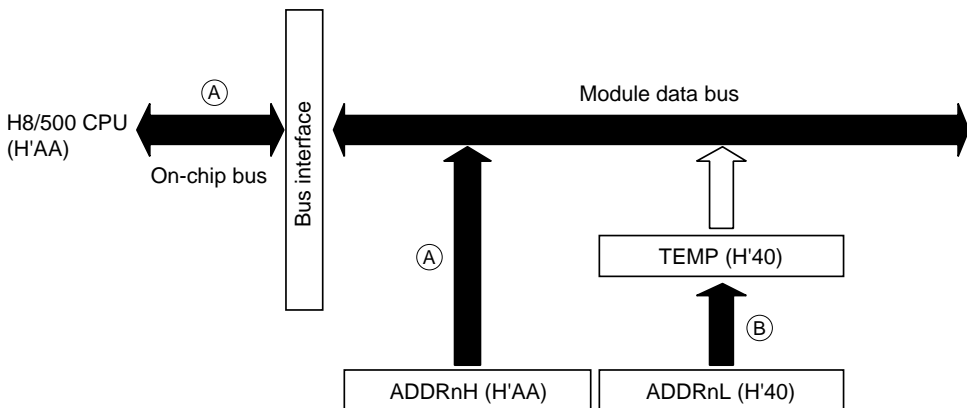 Ⓐ
Module data bus
H8/500 CPU
(H'AA)
On-chip bus
Bus interface
Ⓐ
TEMP (H'40)
Ⓑ
ADDRnH (H'AA)
ADDRnL (H'40)